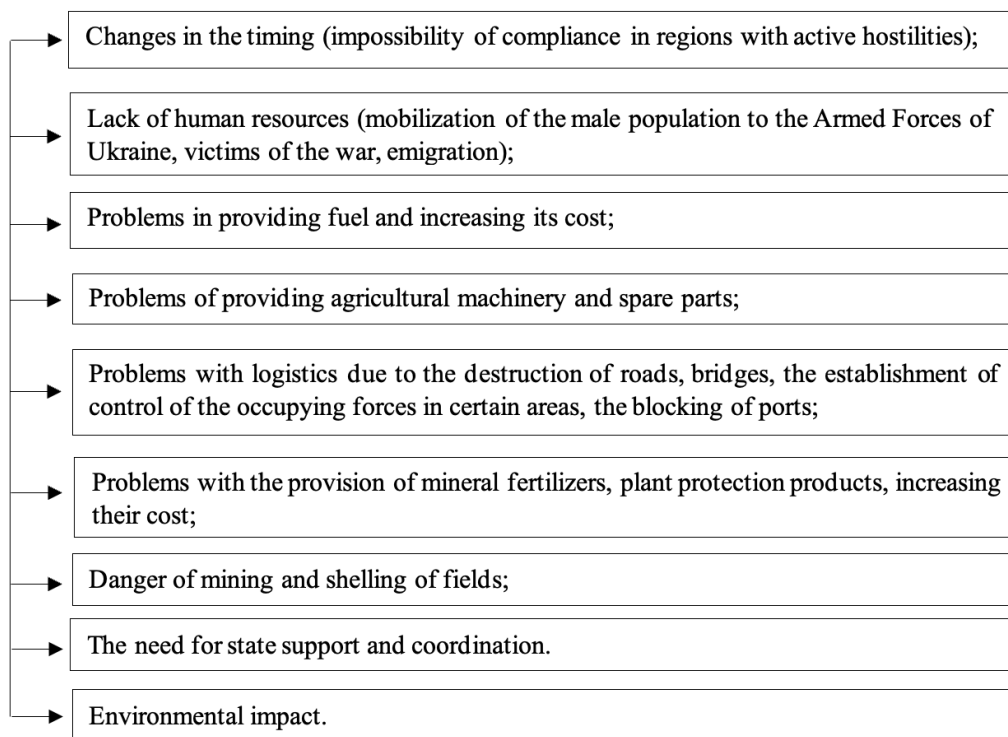 Changes in the timing (impossibility of compliance in regions with active hostilities);
Lack of human resources (mobilization of the male population to the Armed Forces of
Ukraine, victims of the war, emigration);
Problems in providing fuel and increasing its cost;
Problems of providing agricultural machinery and spare parts;
Problems with logistics due to the destruction of roads, bridges, the establishment of
control of the occupying forces in certain areas, the blocking of ports;
Problems with the provision of mineral fertilizers, plant protection products, increasing
their cost;
Danger of mining and shelling of fields;
The need for state support and coordination.
Environmental impact.